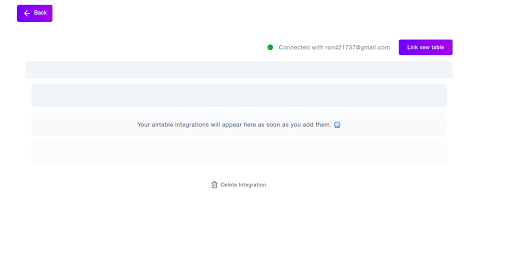 Back
Connected with ron421737@gmail.com
Link new table
Your airtable integrations will appear here as soon as you add them.
Delete Integration